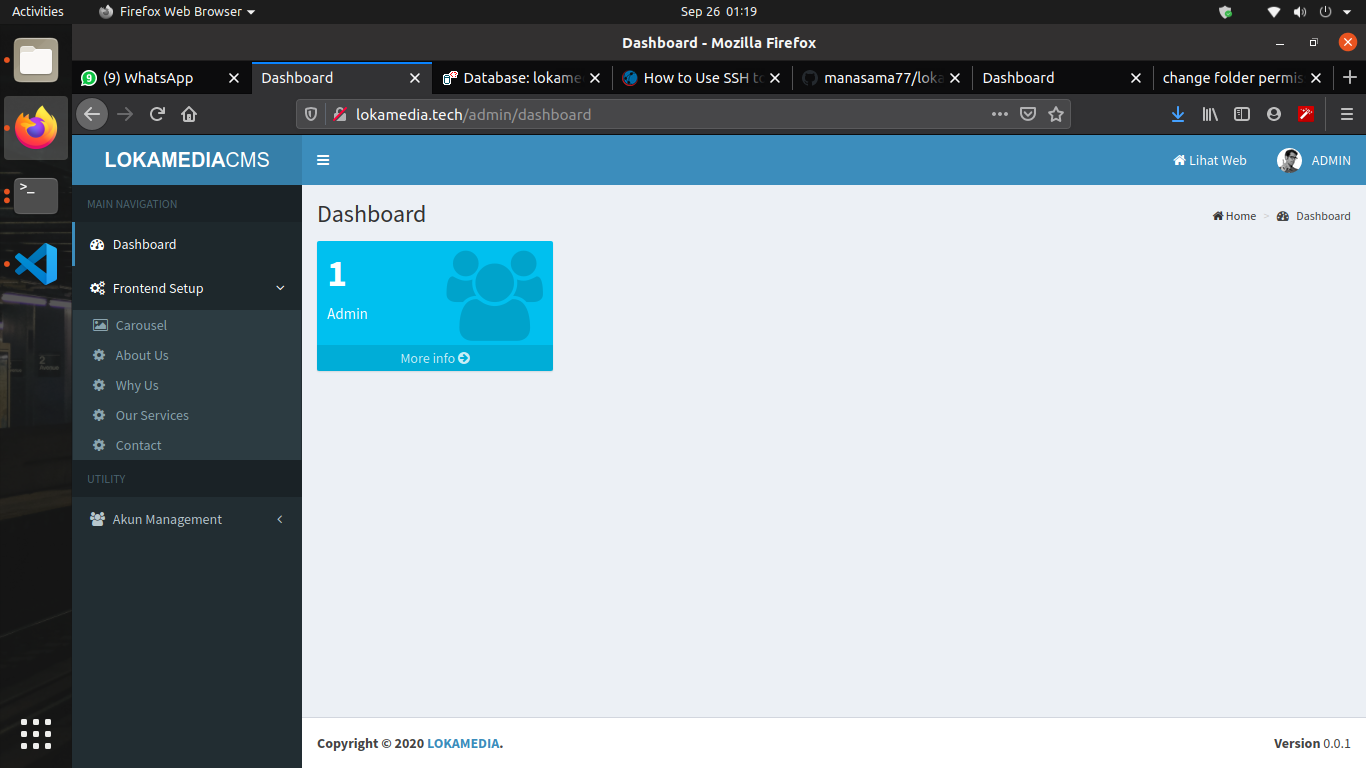 Activities Firefox Web Browser Sep 26 01:19
Dashboard - Mozilla Firefox
(9) WhatsApp Dashboard Database: lokame How to Use SSH to manasama77/loka Dashboard change folder permis
lokamedia.tech/admin/dashboard
LOKAMEDIACMS Lihat Web ADMIN
MAIN NAVIGATION
Dashboard
Frontend Setup
Carousel
About Us
Why Us
Our Services
Contact
UTILITY
Akun Management
Dashboard Home > Dashboard
1
Admin
More info
Copyright © 2020 LOKAMEDIA. Version 0.0.1